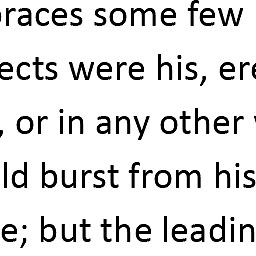 braces some few
ects were his, ere
, or in any other
ld burst from his
e; but the leadin